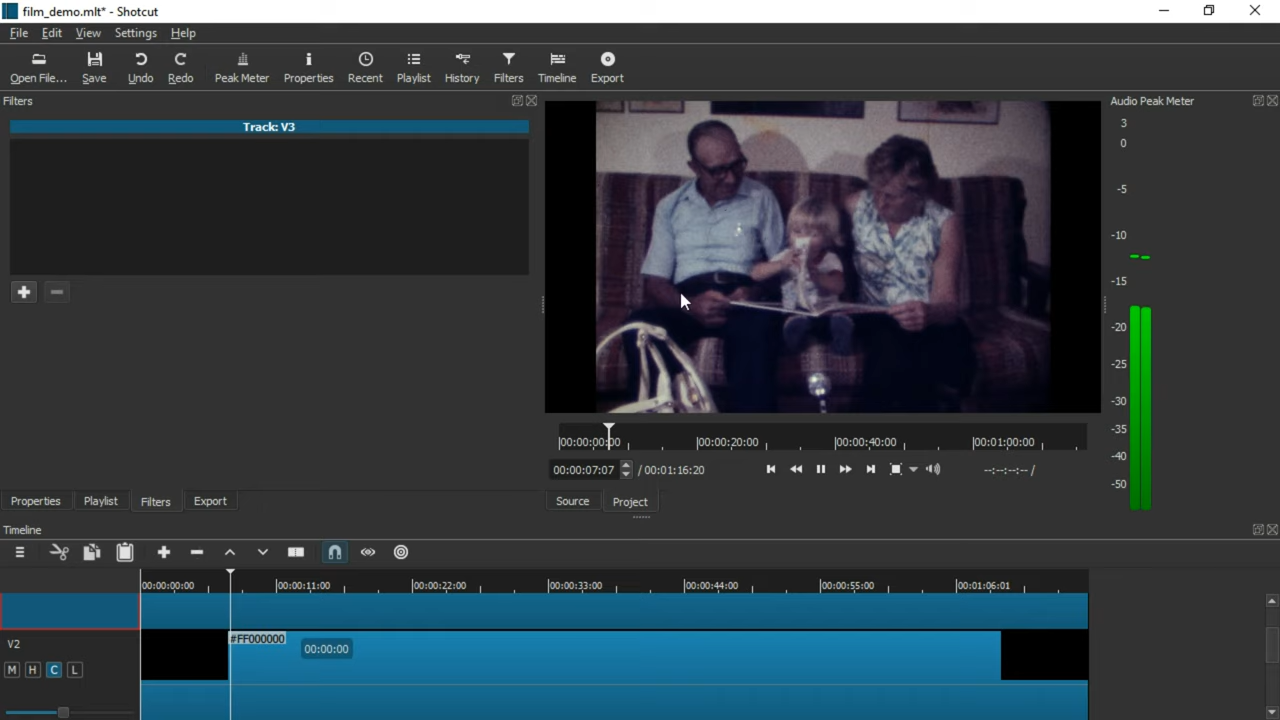 film_demo.mlt* - Shotcut
File Edit View Settings Help
Open File... Save Undo Redo Peak Meter Properties Recent Playlist History Filters Timeline Export
Filters
Track: V3
Audio Peak Meter
3
0
-5
-10
-15
-20
-25
-30
-35
-40
-50
00:00:00:00 00:00:20:00 00:00:40:00 00:01:00:00
00:00:07:07 / 00:01:16:20 --:--:--:-- /
Properties Playlist Filters Export
Source Project
Timeline
00:00:00:00 00:00:11:00 00:00:22:00 00:00:33:00 00:00:44:00 00:00:55:00 00:01:06:01
V2
#FF000000
00:00:00
M H C L